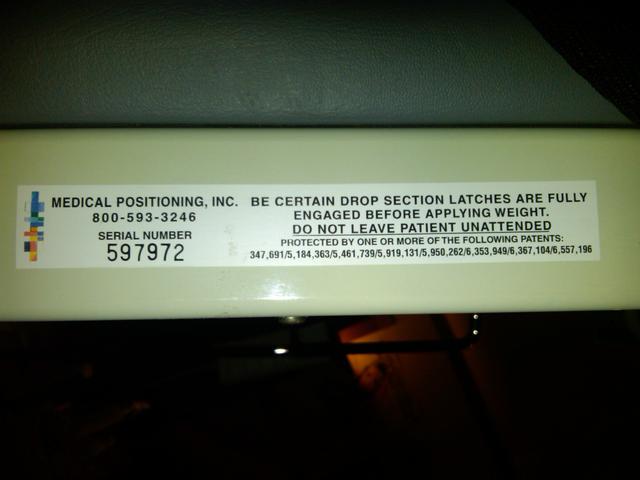 MEDICAL POSITIONING, INC.
800-593-3246
SERIAL NUMBER
597972
BE CERTAIN DROP SECTION LATCHES ARE FULLY
ENGAGED BEFORE APPLYING WEIGHT.
DO NOT LEAVE PATIENT UNATTENDED
PROTECTED BY ONE OR MORE OF THE FOLLOWING PATENTS:
347,691/5,184,363/5,461,739/5,919,131/5,950,262/6,353,949/6,367,104/6,557,196